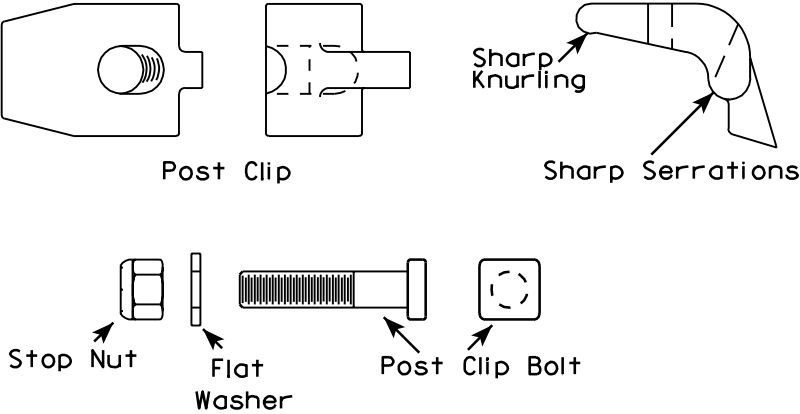 Sharp
Knurling
Post Clip
Sharp Serrations
Stop Nut
Flat
Washer
Post Clip Bolt